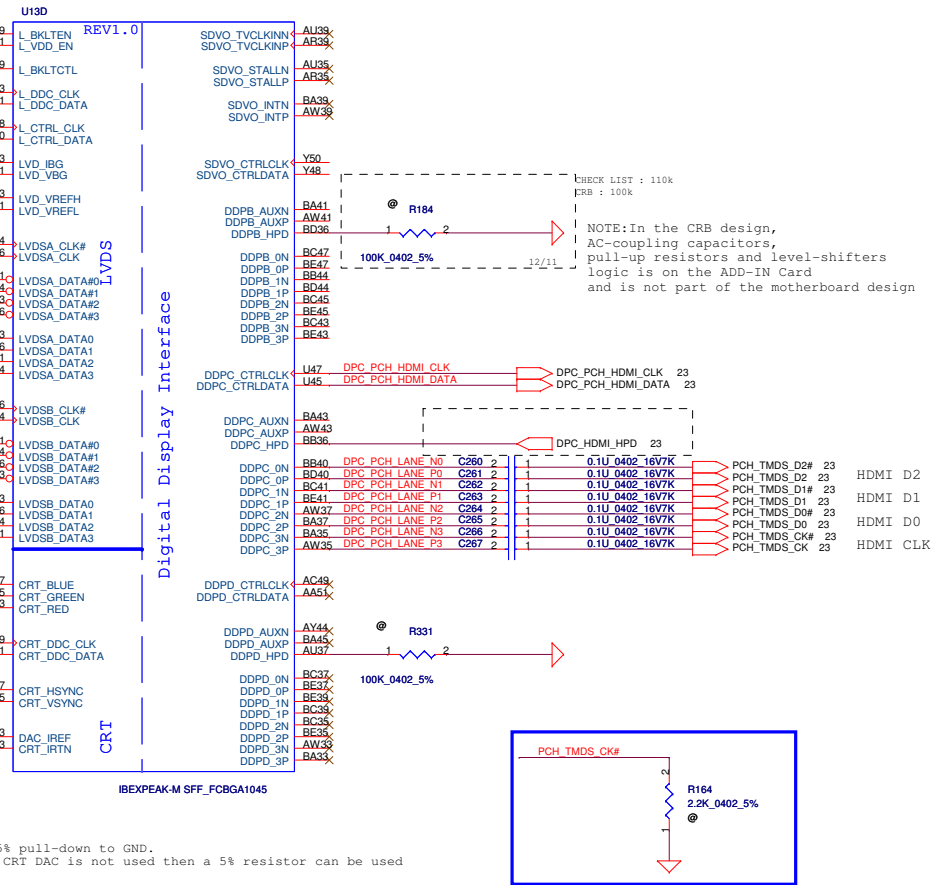 U13D
REV1.0
L_BKLTEN
L_VDD_EN
L_BKLTCTL
L_DDC_CLK
L_DDC_DATA
L_CTRL_CLK
L_CTRL_DATA
LVD_IBG
LVD_VBG
LVD_VREFH
LVD_VREFL
LVDSA_CLK#
LVDSA_CLK
LVDSA_DATA#0
LVDSA_DATA#1
LVDSA_DATA#2
LVDSA_DATA#3
LVDSA_DATA0
LVDSA_DATA1
LVDSA_DATA2
LVDSA_DATA3
LVDSB_CLK#
LVDSB_CLK
LVDSB_DATA#0
LVDSB_DATA#1
LVDSB_DATA#2
LVDSB_DATA#3
LVDSB_DATA0
LVDSB_DATA1
LVDSB_DATA2
LVDSB_DATA3
CRT_BLUE
CRT_GREEN
CRT_RED
CRT_DDC_CLK
CRT_DDC_DATA
CRT_HSYNC
CRT_VSYNC
DAC_IREF
CRT_IRTN
LVDS
CRT
Digital Display Interface
SDVO_TVCLKINN AU39
SDVO_TVCLKINP AR39
SDVO_STALLN AU35
SDVO_STALLP AR35
SDVO_INTN BA39
SDVO_INTP AW39
SDVO_CTRLCLK Y50
SDVO_CTRLDATA Y48
DDPB_AUXN BA41
DDPB_AUXP AW41
DDPB_HPD BD36
DDPB_0N BC47
DDPB_0P BE47
DDPB_1N BB44
DDPB_1P BD44
DDPB_2N BC45
DDPB_2P BE45
DDPB_3N BC43
DDPB_3P BE43
@
R184
1 2
100K_0402_5%
12/11
CHECK LIST : 110k
CRB : 100k
NOTE:In the CRB design,
AC-coupling capacitors,
pull-up resistors and level-shifters
logic is on the ADD-IN Card
and is not part of the motherboard design
DDPC_CTRLCLK U47 DPC_PCH_HDMI_CLK DPC_PCH_HDMI_CLK 23
DDPC_CTRLDATA U45 DPC_PCH_HDMI_DATA DPC_PCH_HDMI_DATA 23
DDPC_AUXN BA43
DDPC_AUXP AW43
DDPC_HPD BB36 DPC_HDMI_HPD 23
DDPC_0N BB40 DPC_PCH_LANE_N0 C260 2 1 0.1U_0402_16V7K PCH_TMDS_D2# 23
DDPC_0P BD40 DPC_PCH_LANE_P0 C261 2 1 0.1U_0402_16V7K PCH_TMDS_D2 23
DDPC_1N BC41 DPC_PCH_LANE_N1 C262 2 1 0.1U_0402_16V7K PCH_TMDS_D1# 23
DDPC_1P BE41 DPC_PCH_LANE_P1 C263 2 1 0.1U_0402_16V7K PCH_TMDS_D1 23
DDPC_2N AW37 DPC_PCH_LANE_N2 C264 2 1 0.1U_0402_16V7K PCH_TMDS_D0# 23
DDPC_2P BA37 DPC_PCH_LANE_P2 C265 2 1 0.1U_0402_16V7K PCH_TMDS_D0 23
DDPC_3N BA35 DPC_PCH_LANE_N3 C266 2 1 0.1U_0402_16V7K PCH_TMDS_CK# 23
DDPC_3P AW35 DPC_PCH_LANE_P3 C267 2 1 0.1U_0402_16V7K PCH_TMDS_CK 23
HDMI D2
HDMI D1
HDMI D0
HDMI CLK
DDPD_CTRLCLK AC49
DDPD_CTRLDATA AA51
DDPD_AUXN AY44
DDPD_AUXP BA45
DDPD_HPD AU37
DDPD_0N BC37
DDPD_0P BE37
DDPD_1N BE39
DDPD_1P BC39
DDPD_2N BC35
DDPD_2P BE35
DDPD_3N AW33
DDPD_3P BA33
@
R331
1 2
100K_0402_5%
IBEXPEAK-M SFF_FCBGA1045
PCH_TMDS_CK#
2
R164
2.2K_0402_5%
@
1
5% pull-down to GND.
CRT DAC is not used then a 5% resistor can be used